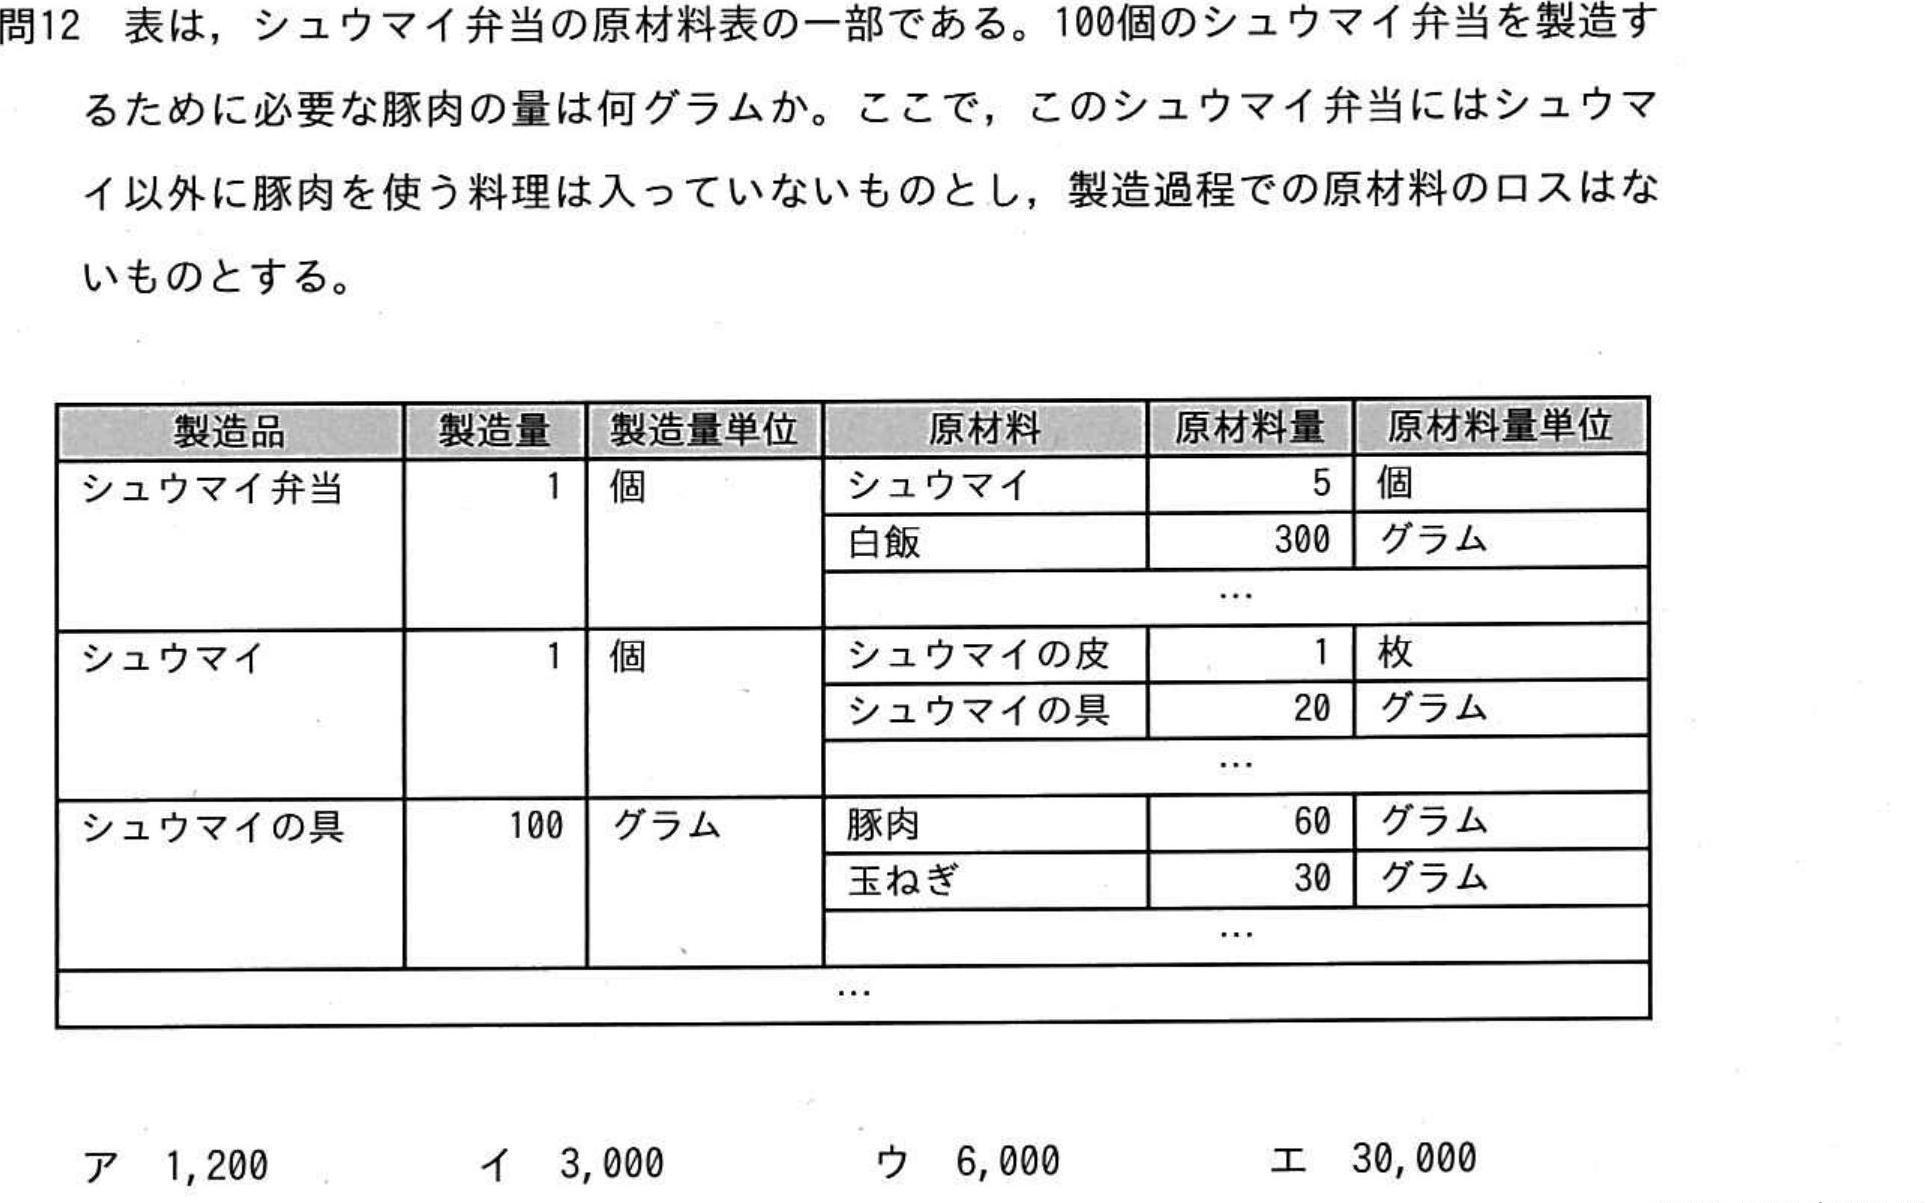 問12 表は，シュウマイ弁当の原材料表の一部である。100個のシュウマイ弁当を製造す
るために必要な豚肉の量は何グラムか。ここで，このシュウマイ弁当にはシュウマ
イ以外に豚肉を使う料理は入っていないものとし，製造過程での原材料のロスはな
いものとする。
製造品 製造量 製造量単位 原材料 原材料量 原材料量単位
シュウマイ弁当 1 個 シュウマイ 5 個
白飯 300 グラム
…
シュウマイ 1 個 シュウマイの皮 1 枚
シュウマイの具 20 グラム
…
シュウマイの具 100 グラム 豚肉 60 グラム
玉ねぎ 30 グラム
…
…
ア 1,200 イ 3,000 ウ 6,000 エ 30,000